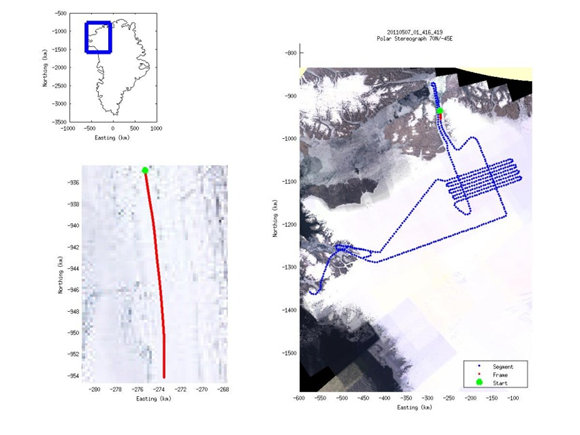 -500
-1000
-1500
-2000
-2500
-3000
-3500
-1000 -500 0 500 1000
Northing (km)
Easting (km)
20110507_01_416_419
Polar Stereograph 70N/-45E
-800
-900
-1000
-1100
-1200
-1300
-1400
-1500
-600 -550 -500 -450 -400 -350 -300 -250 -200 -150 -100
Northing (km)
Easting (km)
Segment
Frame
Start
-936
-938
-940
-942
-944
-946
-948
-950
-952
-954
-280 -278 -276 -274 -272 -270 -268
Northing (km)
Easting (km)